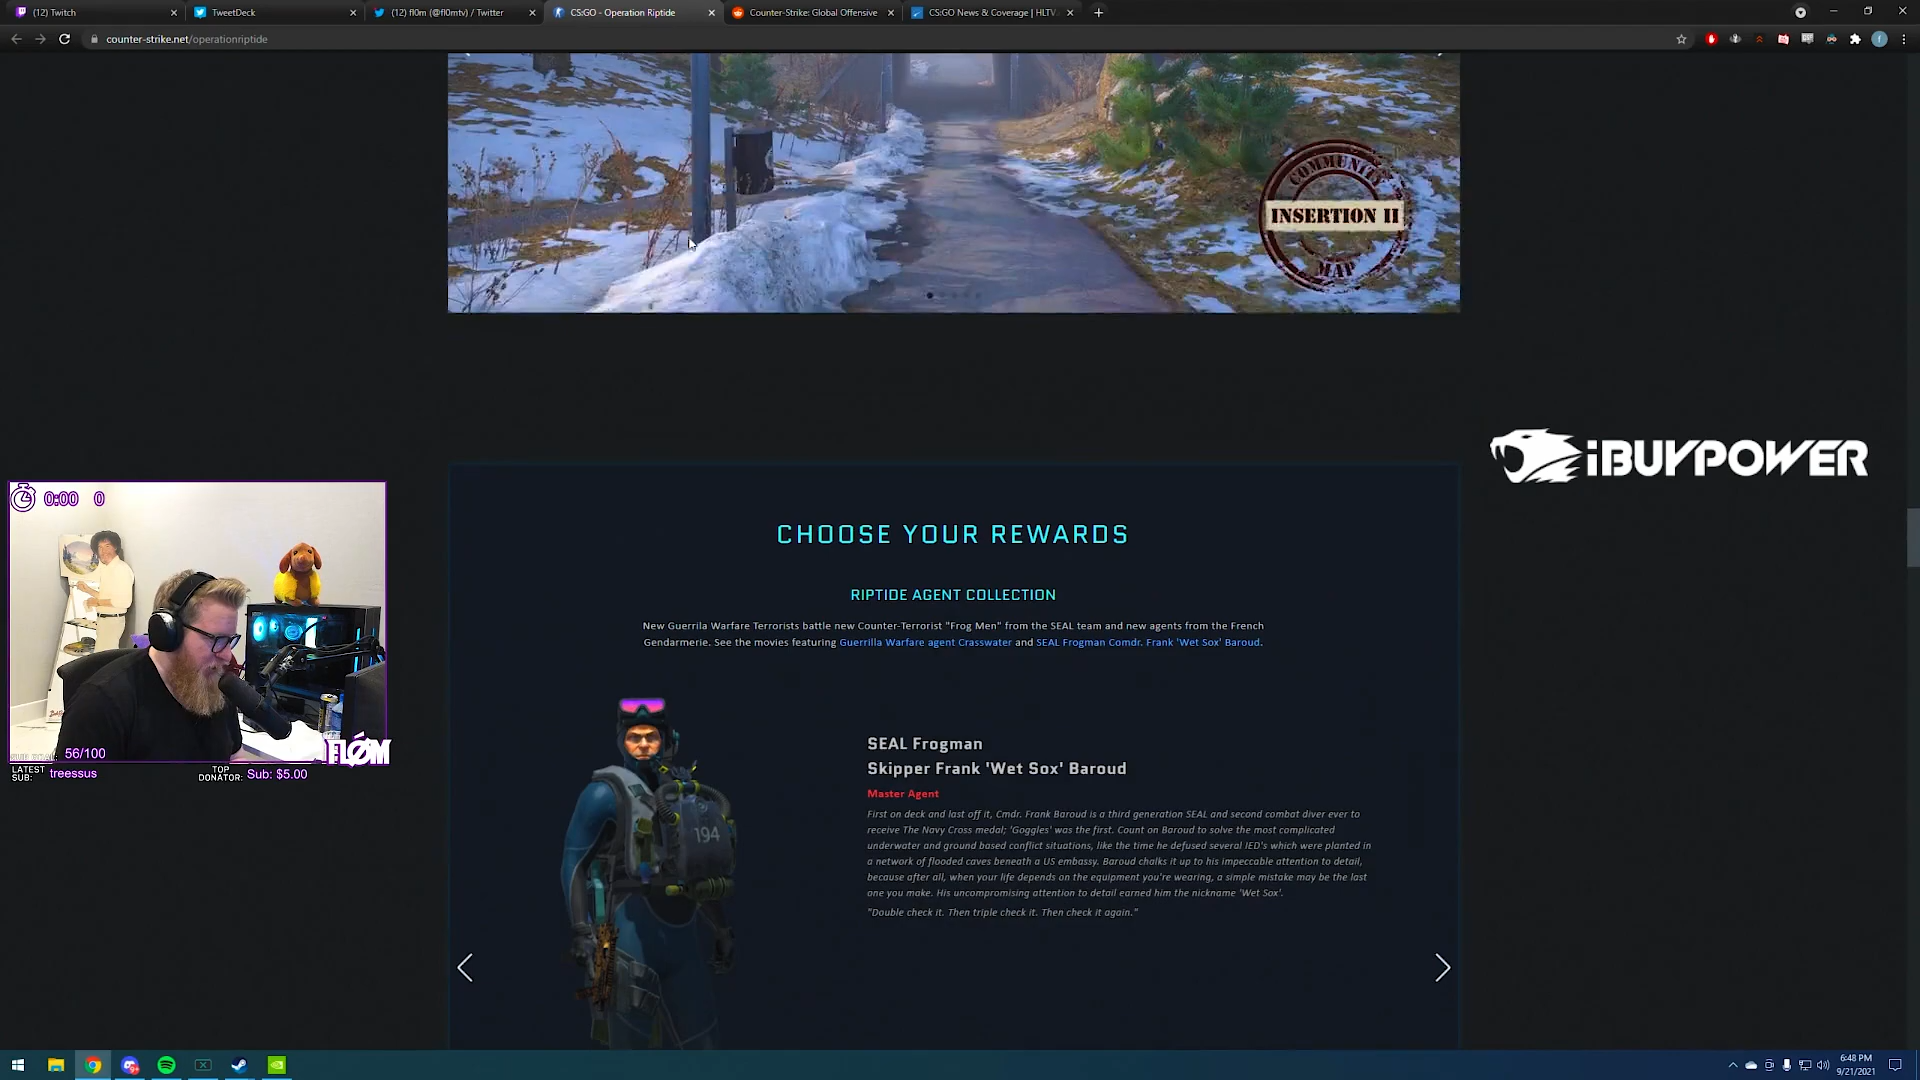 (12) Twitch
TweetDeck
(12) fl0m (@fl0mtv) / Twitter
CS:GO - Operation Riptide
Counter-Strike: Global Offensive
CS:GO News & Coverage | HLTV
counter-strike.net/operationriptide
COMMUNITY
INSERTION II
MAP
iBUYPOWER
CHOOSE YOUR REWARDS
RIPTIDE AGENT COLLECTION
New Guerrila Warfare Terrorists battle new Counter-Terrorist "Frog Men" from the SEAL team and new agents from the French
Gendarmerie. See the movies featuring Guerrilla Warfare agent Crasswater and SEAL Frogman Comdr. Frank 'Wet Sox' Baroud.
0:00 0
194
SEAL Frogman
Skipper Frank 'Wet Sox' Baroud
Master Agent
First on deck and last off it, Cmdr. Frank Baroud is a third generation SEAL and second combat diver ever to
receive The Navy Cross medal; 'Goggles' was the first. Count on Baroud to solve the most complicated
underwater and ground based conflict situations, like the time he defused several IED's which were planted in
a network of flooded caves beneath a US embassy. Baroud chalks it up to his impeccable attention to detail,
because after all, when your life depends on the equipment you're wearing, a simple mistake may be the last
one you make. His uncompromising attention to detail earned him the nickname 'Wet Sox'.
"Double check it. Then triple check it. Then check it again."
56/100
FLØM
LATEST SUB: treessus
TOP DONATOR: Sub: $5.00
6:48 PM
9/21/2021